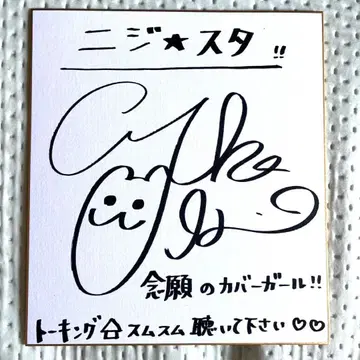 ニジ★スタ !!
念願のカバーガール!!
トーキング☆スムスム聴いて下さい♡♡